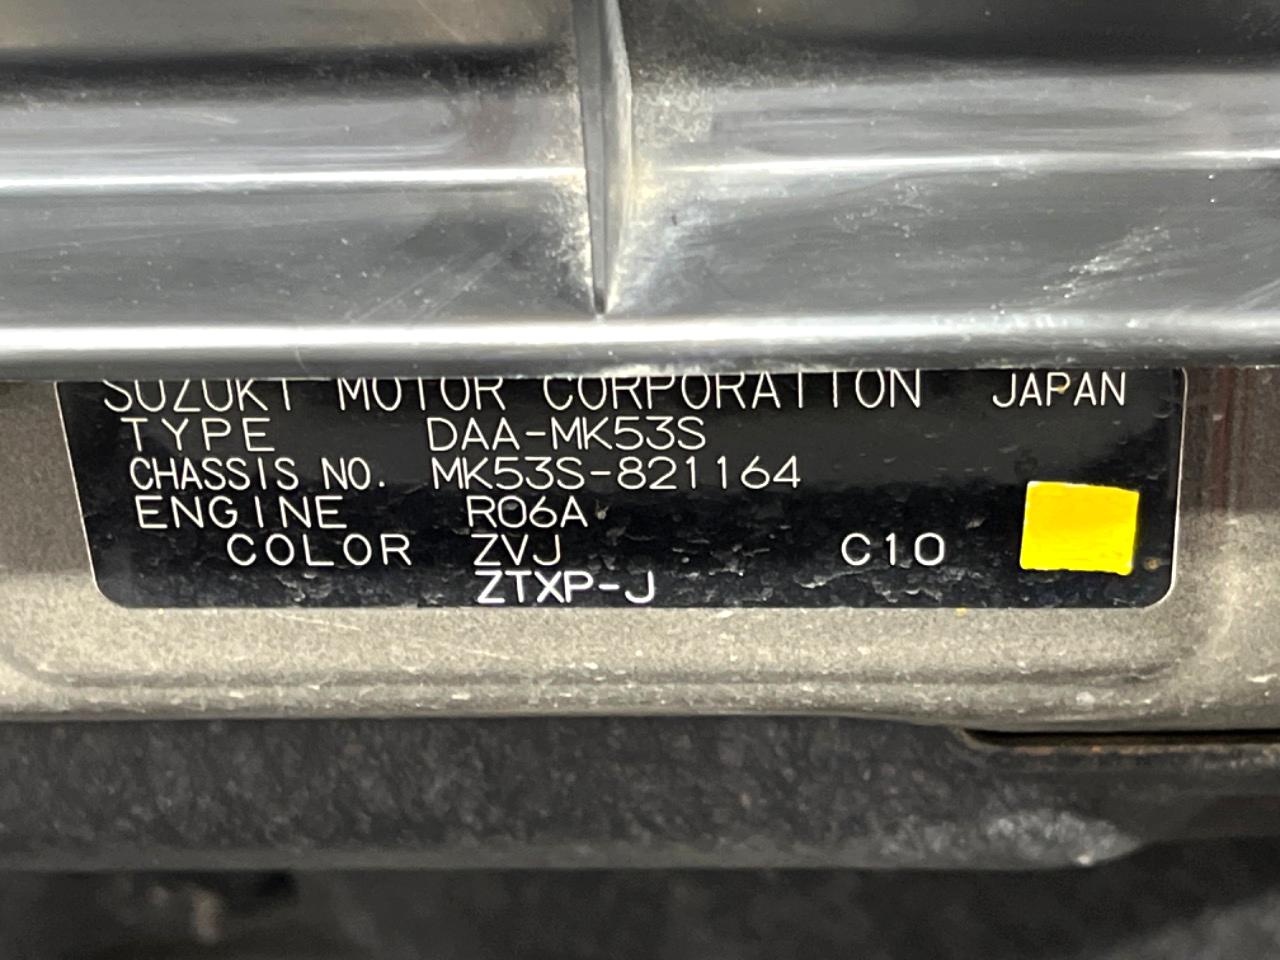 SUZUKI MOTOR CORPORATION JAPAN
TYPE DAA-MK53S
CHASSIS NO. MK53S-821164
ENGINE R06A
COLOR ZVJ C10
ZTXP-J